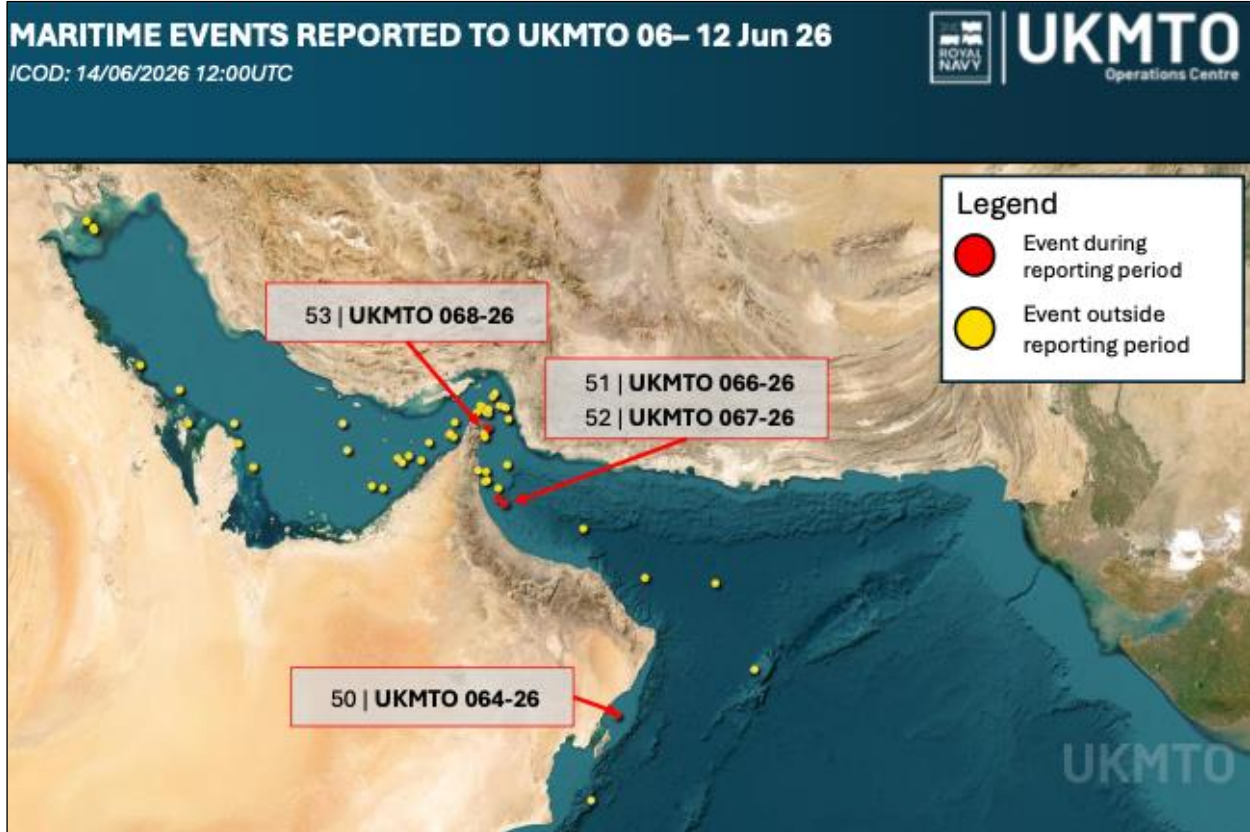 MARITIME EVENTS REPORTED TO UKMTO 06– 12 Jun 26
ICOD: 14/06/2026 12:00UTC
ROYAL
NAVY
UKMTO
Operations Centre
Legend
Event during
reporting period
Event outside
reporting period
53 | UKMTO 068-26
51 | UKMTO 066-26
52 | UKMTO 067-26
50 | UKMTO 064-26
UKMTO